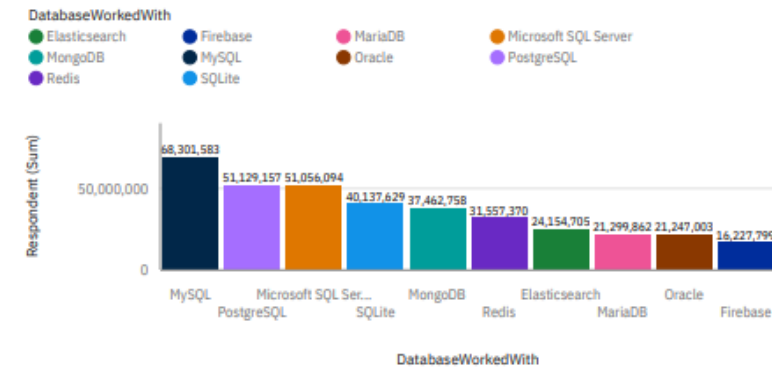 DatabaseWorkedWith
Elasticsearch Firebase MariaDB Microsoft SQL Server
MongoDB MySQL Oracle PostgreSQL
Redis SQLite
Respondent (Sum)
68,301,583
51,129,157 51,056,094
50,000,000
40,137,629 37,462,758
31,557,370
24,154,705 21,299,862 21,247,003
16,227,799
0
MySQL Microsoft SQL Ser... MongoDB Elasticsearch Oracle
PostgreSQL SQLite Redis MariaDB Firebase
DatabaseWorkedWith